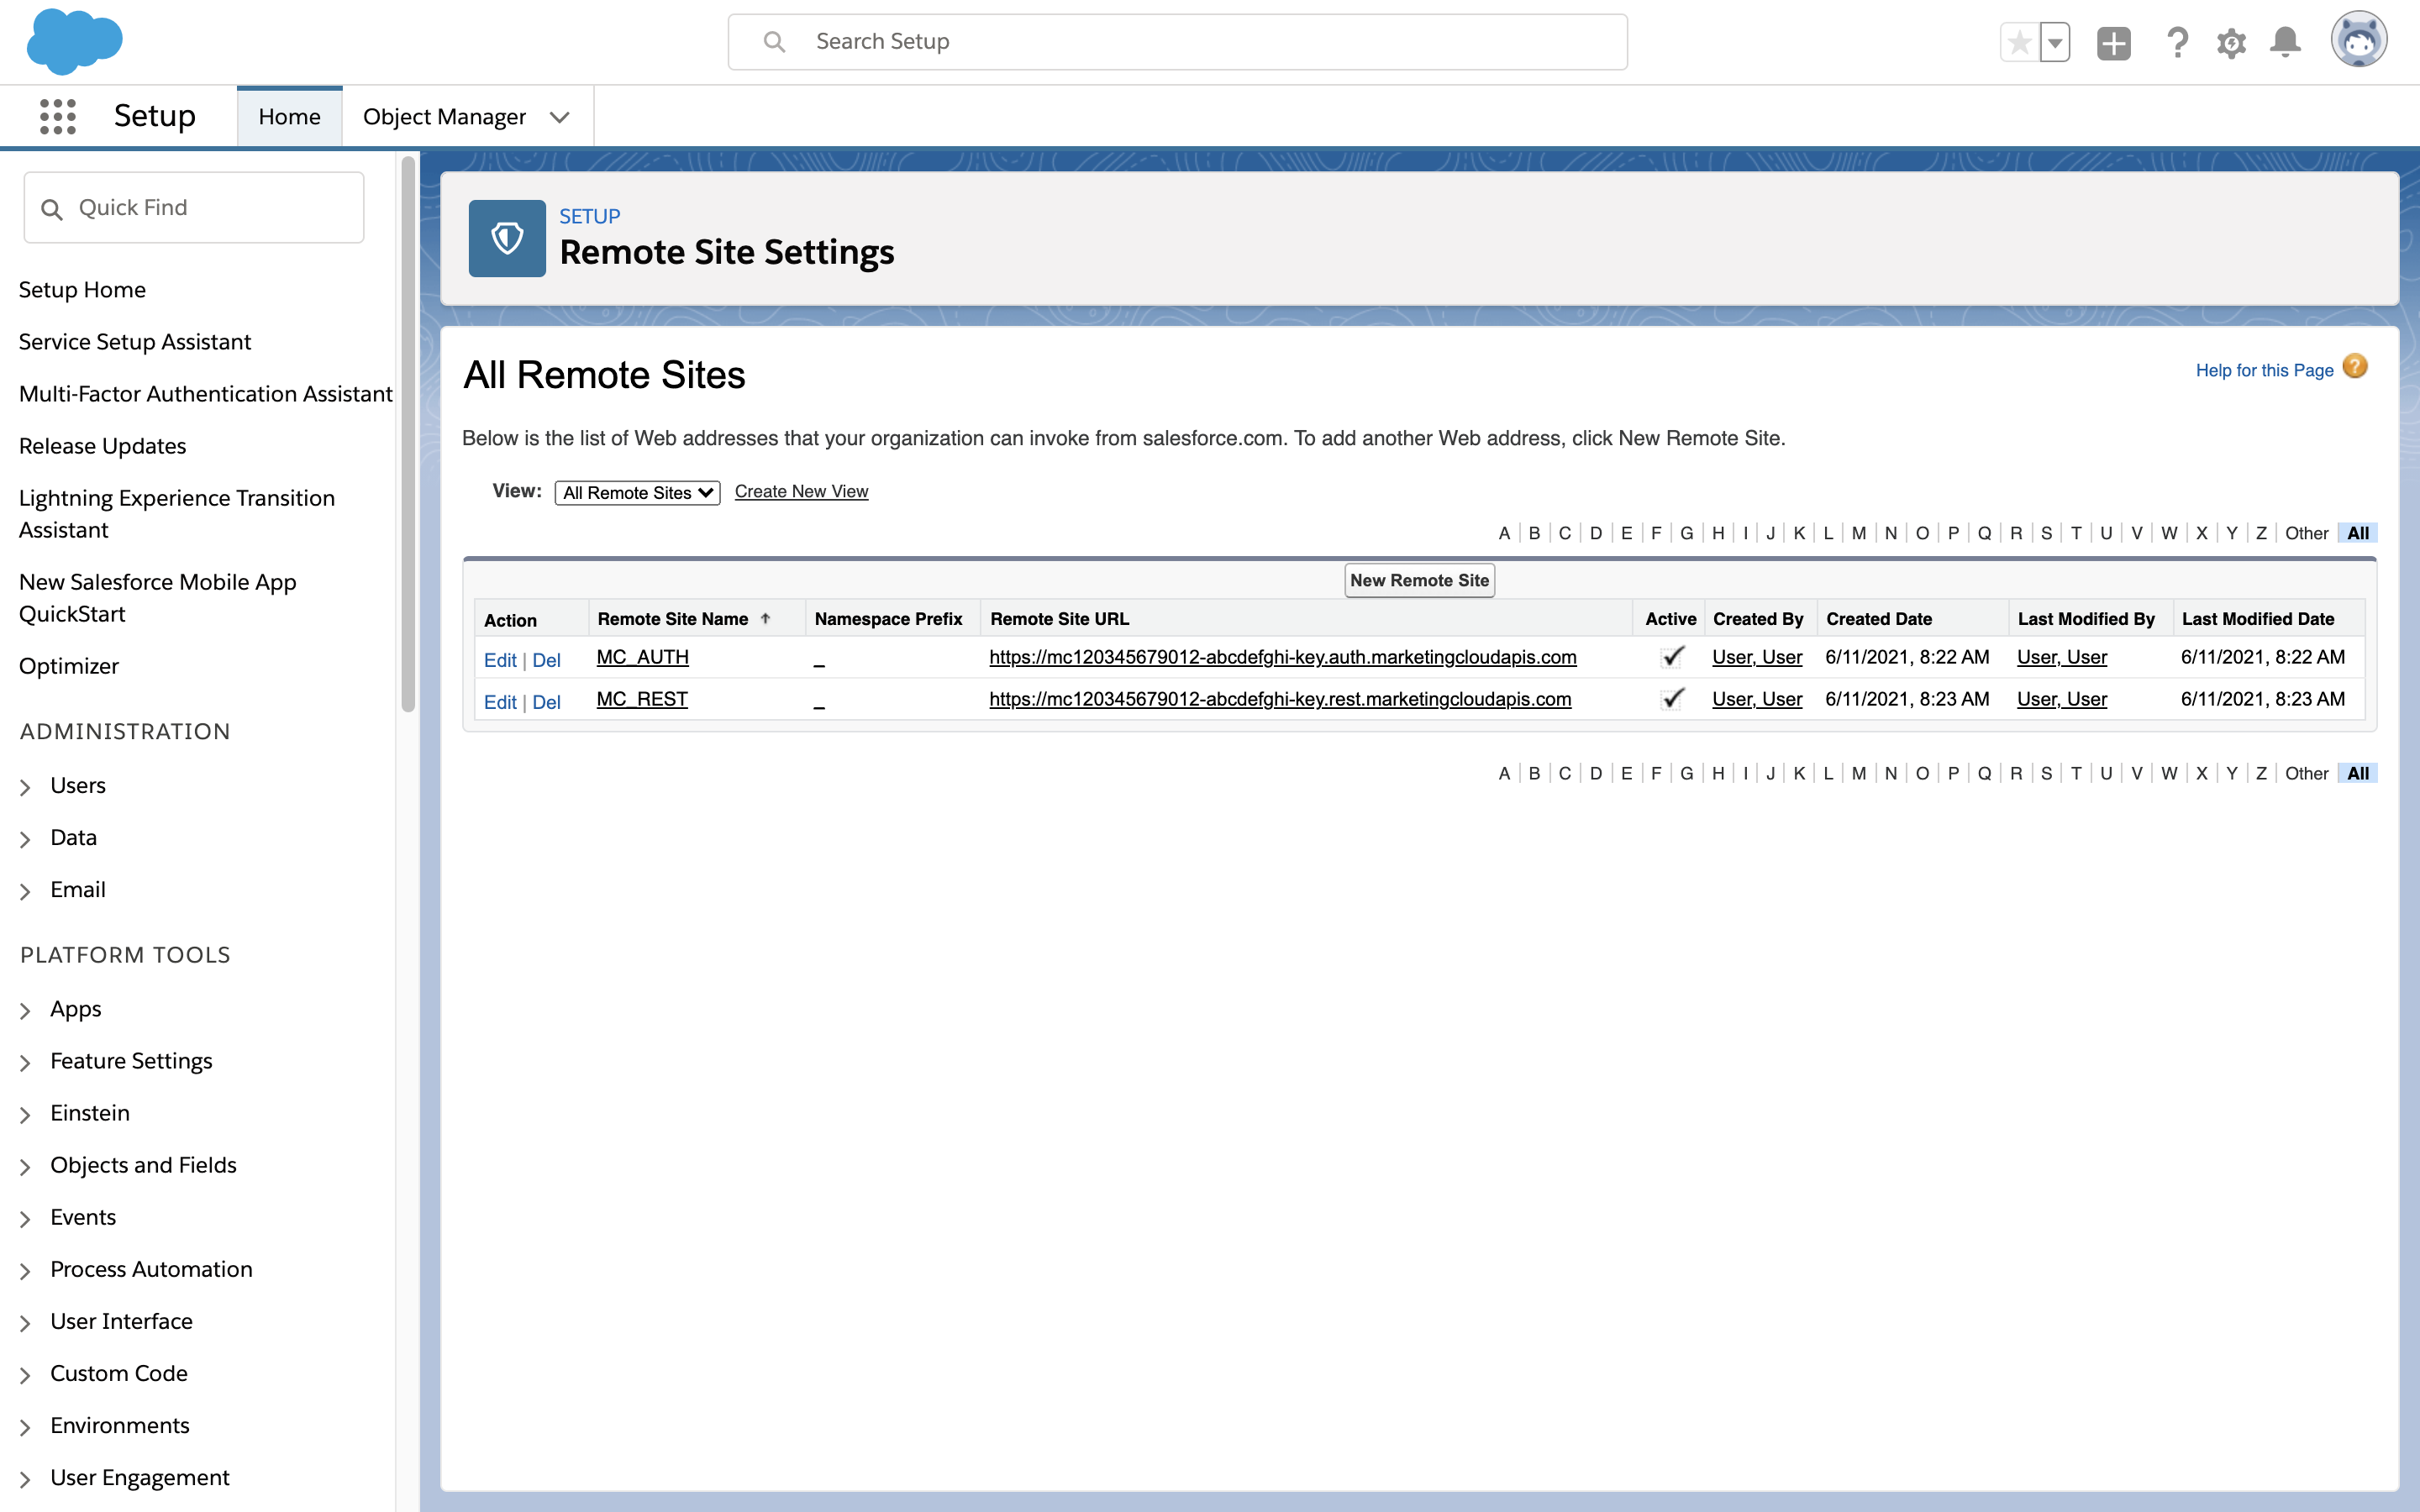 Search Setup
Setup
Home
Object Manager
Quick Find
Setup Home
Service Setup Assistant
Multi-Factor Authentication Assistant
Release Updates
Lightning Experience Transition
Assistant
New Salesforce Mobile App
QuickStart
Optimizer
ADMINISTRATION
Users
Data
Email
PLATFORM TOOLS
Apps
Feature Settings
Einstein
Objects and Fields
Events
Process Automation
User Interface
Custom Code
Environments
User Engagement
SETUP
Remote Site Settings
All Remote Sites
Help for this Page ?
Below is the list of Web addresses that your organization can invoke from salesforce.com. To add another Web address, click New Remote Site.
View: All Remote Sites Create New View
A | B | C | D | E | F | G | H | I | J | K | L | M | N | O | P | Q | R | S | T | U | V | W | X | Y | Z | Other | All
New Remote Site
Action Remote Site Name ↑ Namespace Prefix Remote Site URL Active Created By Created Date Last Modified By Last Modified Date
Edit | Del MC_AUTH _ https://mc120345679012-abcdefghi-key.auth.marketingcloudapis.com ✓ User, User 6/11/2021, 8:22 AM User, User 6/11/2021, 8:22 AM
Edit | Del MC_REST _ https://mc120345679012-abcdefghi-key.rest.marketingcloudapis.com ✓ User, User 6/11/2021, 8:23 AM User, User 6/11/2021, 8:23 AM
A | B | C | D | E | F | G | H | I | J | K | L | M | N | O | P | Q | R | S | T | U | V | W | X | Y | Z | Other | All